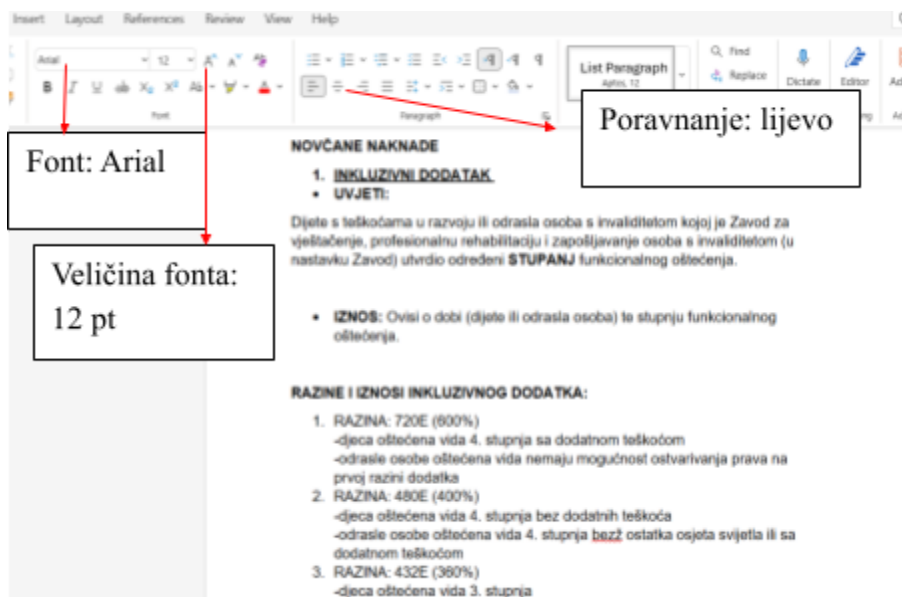 Insert Layout References Review View Help
Arial 12
Find
List Paragraph
Aptos, 12
Replace
Dictate
Editor
Font
Paragraph
Poravnanje: lijevo
Font: Arial
Veličina fonta:
12 pt
NOVČANE NAKNADE
1. INKLUZIVNI DODATAK
• UVJETI:
Dijete s teškoćama u razvoju ili odrasla osoba s invaliditetom kojoj je Zavod za
vještačenje, profesionalnu rehabilitaciju i zapošljavanje osoba s invaliditetom (u
nastavku Zavod) utvrdio određeni STUPANJ funkcionalnog oštećenja.
• IZNOS: Ovisi o dobi (dijete ili odrasla osoba) te stupnju funkcionalnog
oštećenja.
RAZINE I IZNOSI INKLUZIVNOG DODATKA:
1. RAZINA: 720E (600%)
-djeca oštećena vida 4. stupnja sa dodatnom teškoćom
-odrasle osobe oštećena vida nemaju mogućnost ostvarivanja prava na
prvoj razini dodatka
2. RAZINA: 480E (400%)
-djeca oštećena vida 4. stupnja bez dodatnih teškoća
-odrasle osobe oštećena vida 4. stupnja bezž ostatka osjeta svijetla ili sa
dodatnom teškoćom
3. RAZINA: 432E (360%)
-djeca oštećena vida 3. stupnja